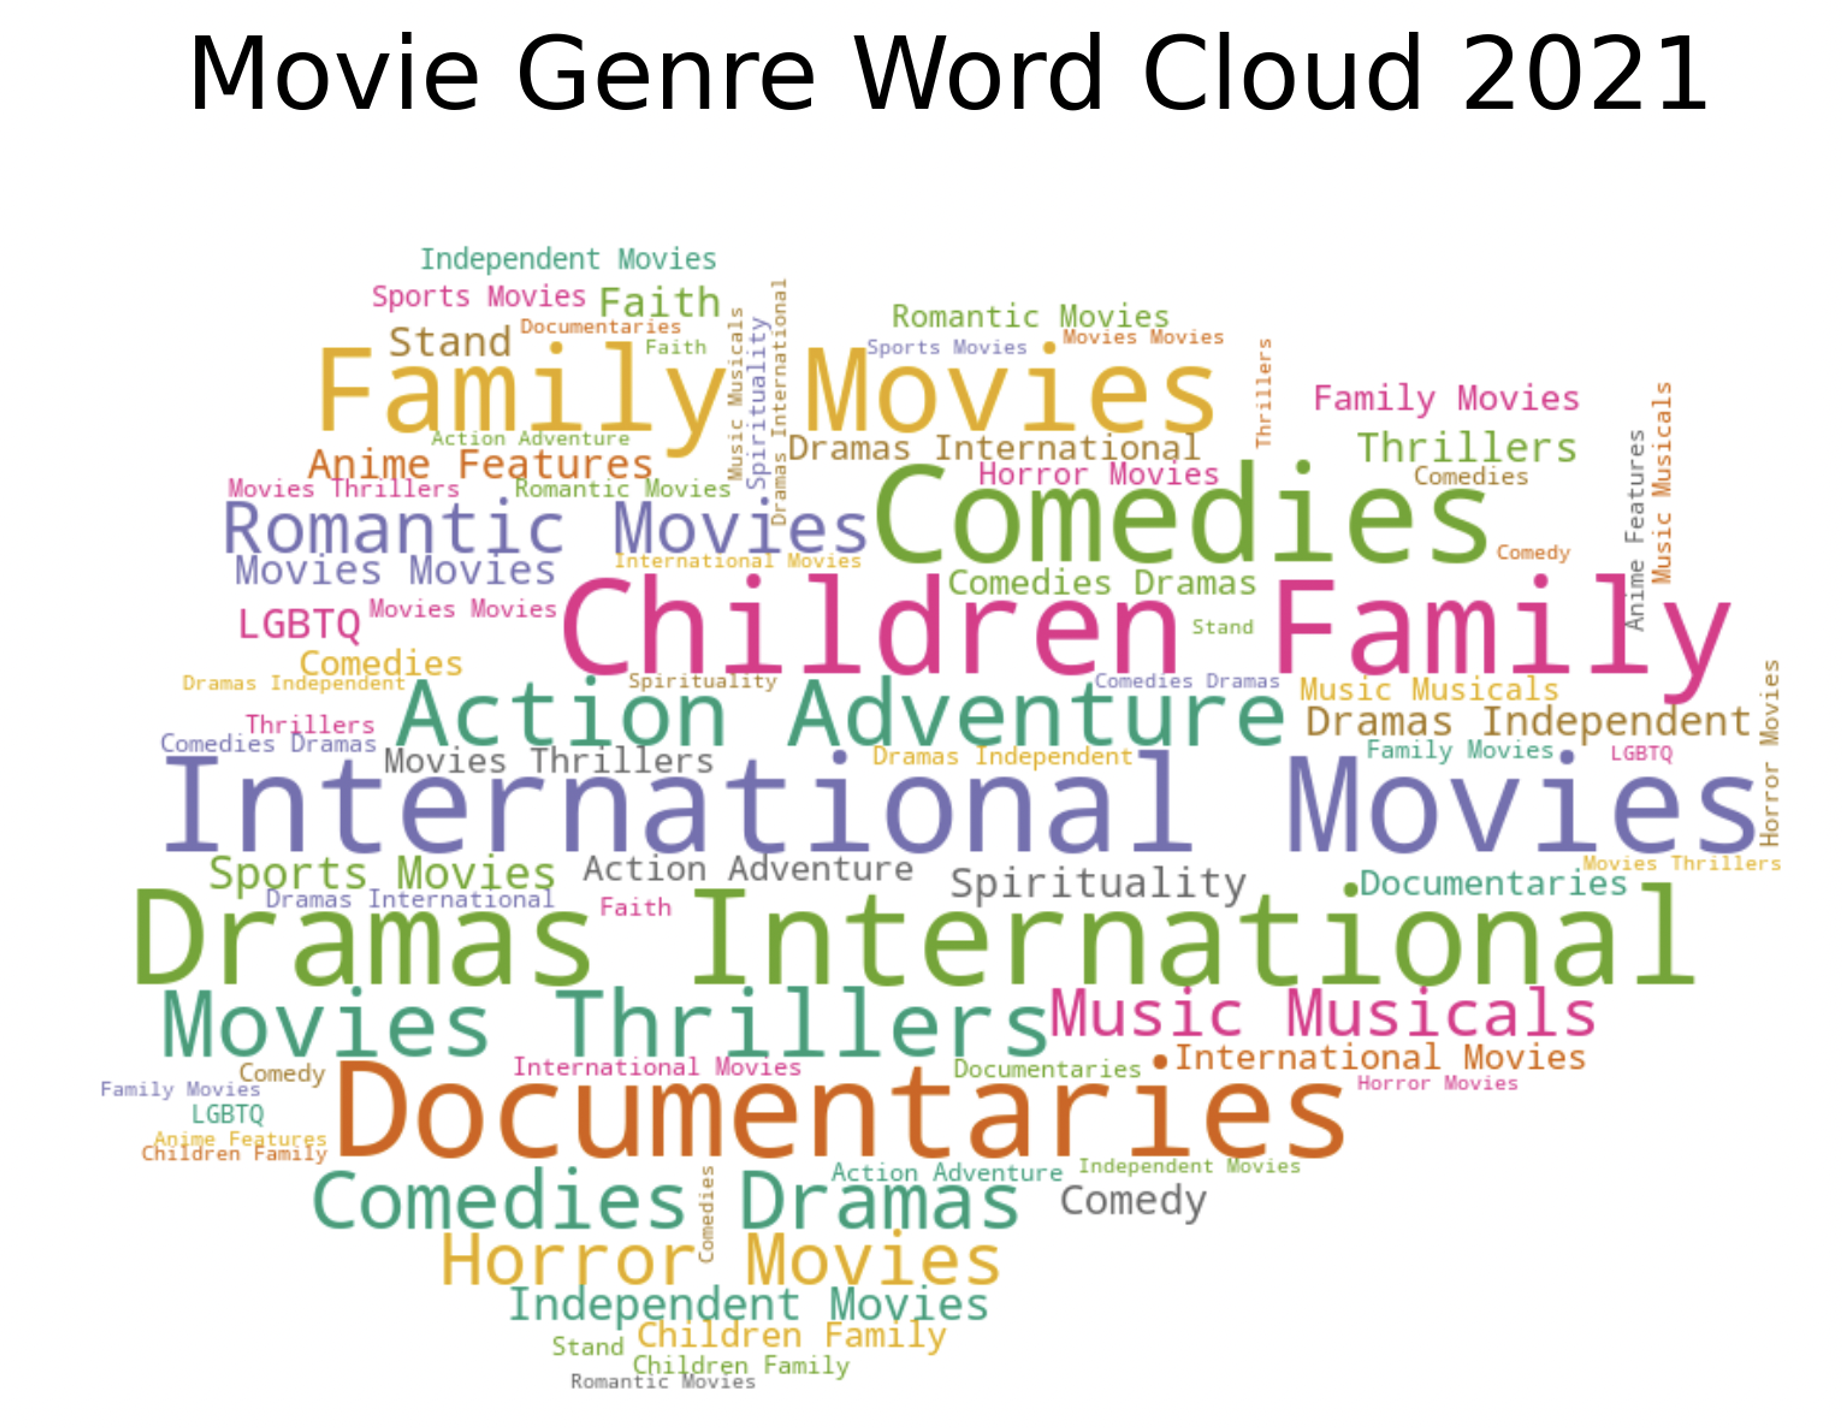 Movie Genre Word Cloud 2021
Independent Movies
Sports Movies
Faith
Stand
Documentaries
Faith
Music Musicals
Spirituality
Dramas International
Romantic Movies
Sports Movies
Movies Movies
Family Movies
Thrillers
Family Movies
Action Adventure
Anime Features
Dramas International
Thrillers
Music Musicals
Anime Features
Movies Thrillers
Romantic Movies
Horror Movies
Comedies
Romantic Movies
Comedies
Comedy
Movies Movies
International Movies
Comedies Dramas
LGBTQ
Movies Movies
Children Family
Stand
Comedies
Dramas Independent
Spirituality
Comedies Dramas
Music Musicals
Action Adventure
Dramas Independent
Horror Movies
Thrillers
Comedies Dramas
Movies Thrillers
Dramas Independent
Family Movies
LGBTQ
International Movies
Sports Movies
Action Adventure
Spirituality
Movies Thrillers
Documentaries
Dramas International
Faith
Dramas International
Movies Thrillers
Music Musicals
International Movies
Comedy
International Movies
Documentaries
Horror Movies
Family Movies
LGBTQ
Documentaries
Anime Features
Children Family
Action Adventure
Independent Movies
Comedies Dramas
Comedies
Comedy
Horror Movies
Independent Movies
Stand
Children Family
Children Family
Romantic Movies